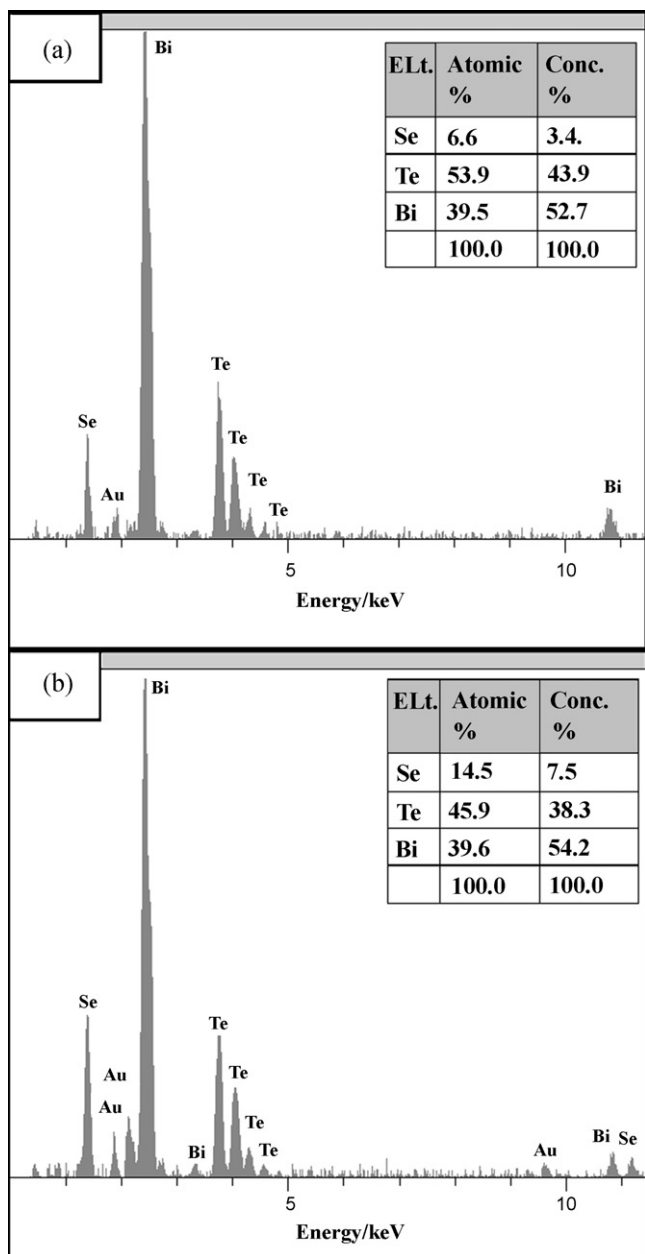 (a)
Bi
ELt. Atomic % Conc. %
Se 6.6 3.4.
Te 53.9 43.9
Bi 39.5 52.7
100.0 100.0
Te
Se
Te
Au
Te
Te
Bi
5 10
Energy/keV
(b)
Bi
ELt. Atomic % Conc. %
Se 14.5 7.5
Te 45.9 38.3
Bi 39.6 54.2
100.0 100.0
Se
Te
Au
Te
Au
Te
Bi
Te
Au
Bi
Se
5 10
Energy/keV